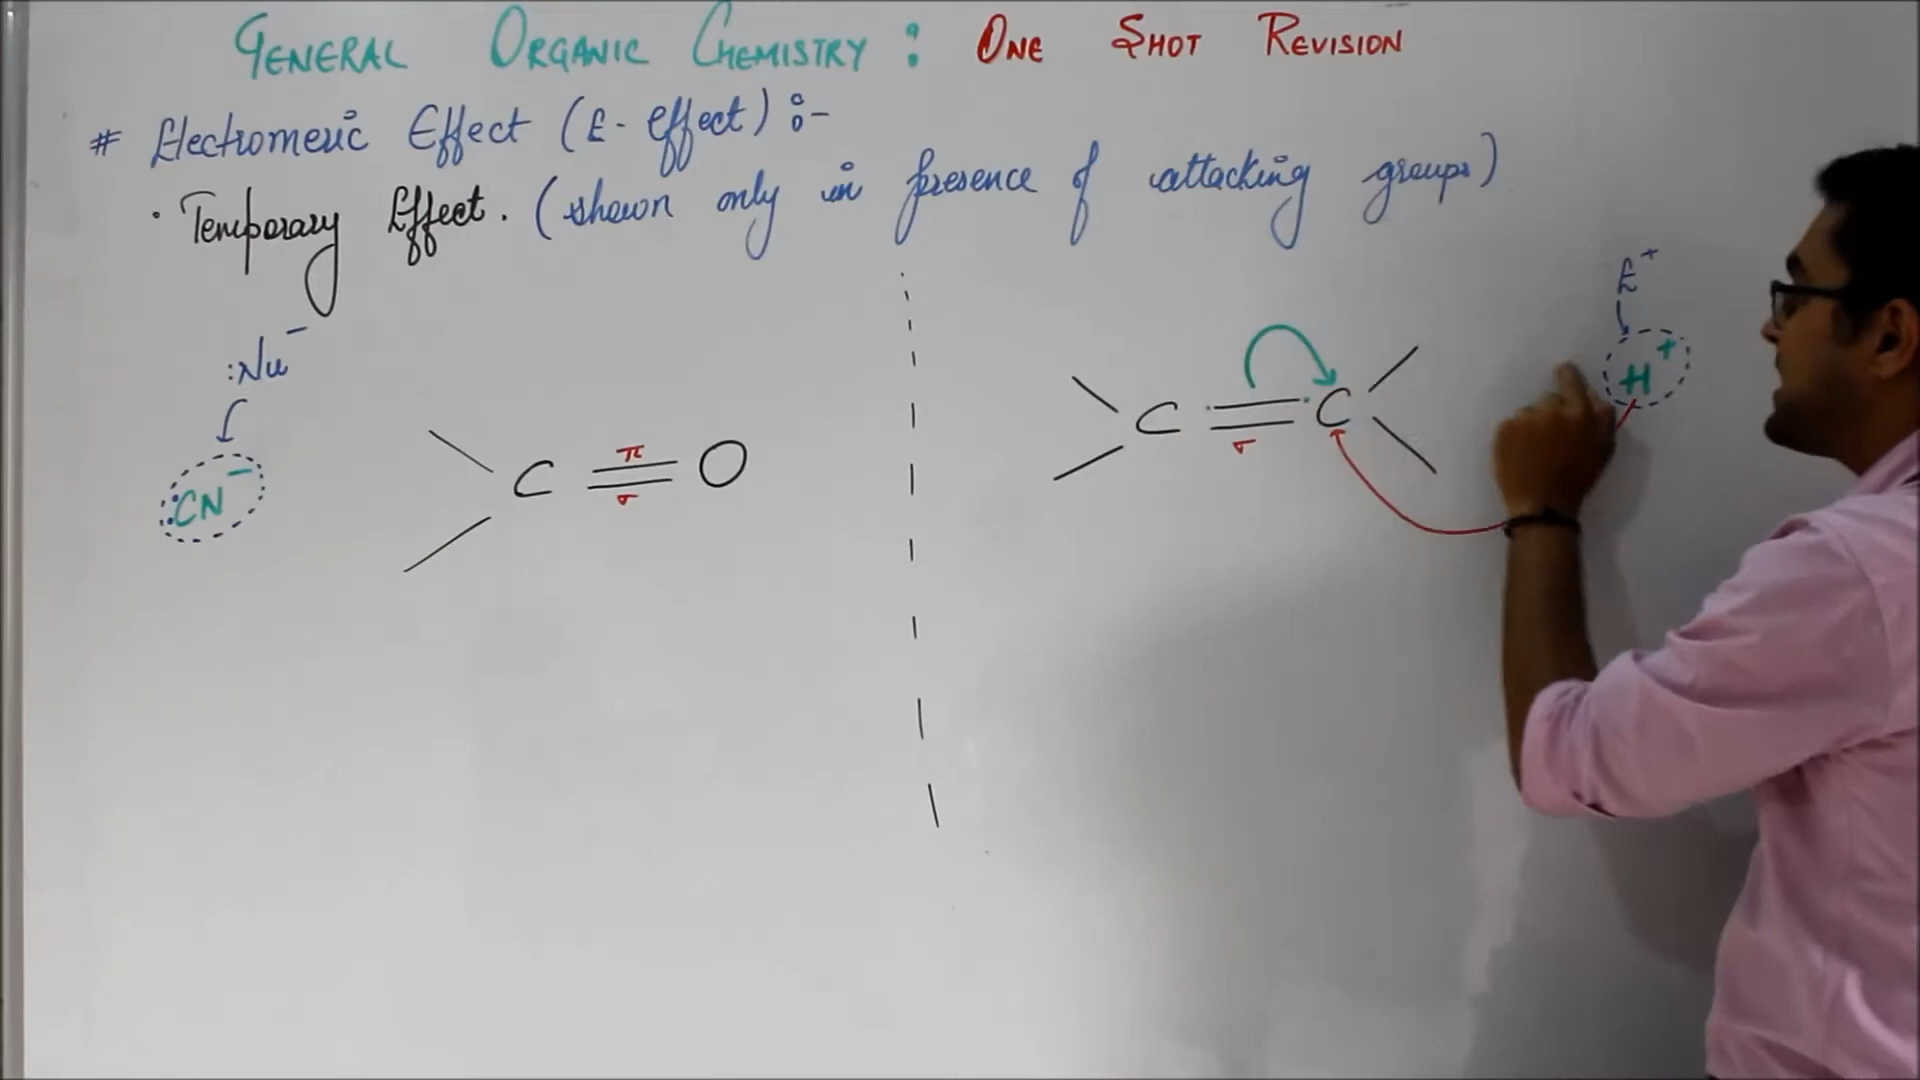 GENERAL ORGANIC CHEMISTRY : ONE SHOT REVISION
# Electromeric Effect (E-effect) :-
· Temporary Effect. (shown only in presence of attacking groups)
:Nu⁻
:CN⁻
C = O
π
σ
C = C
σ
E⁺
H⁺